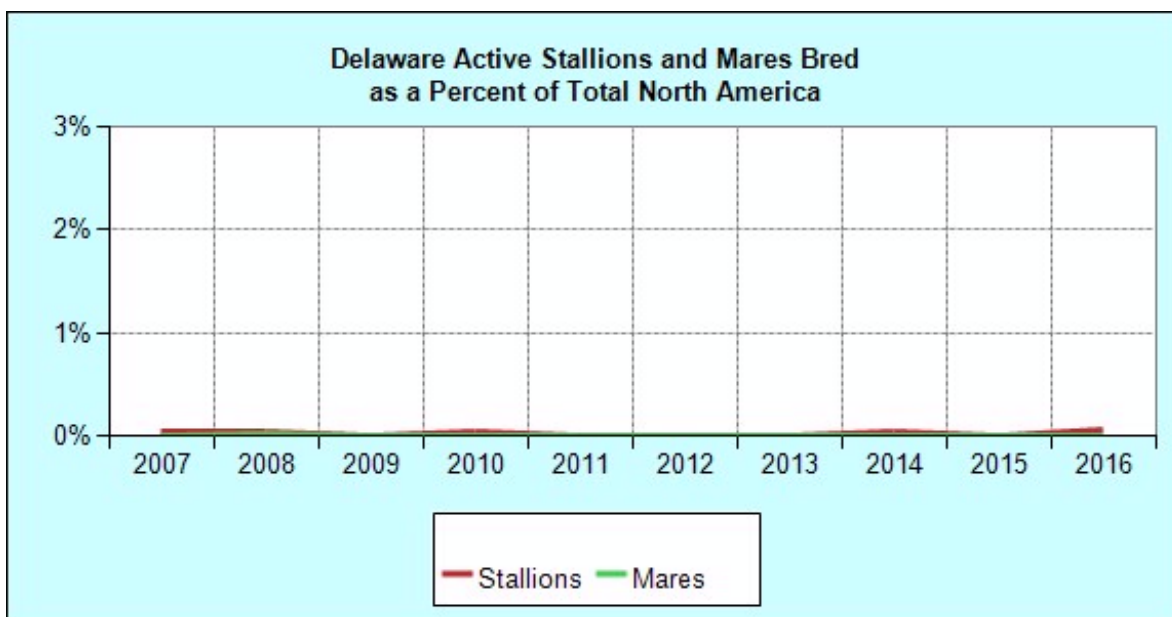 Delaware Active Stallions and Mares Bred
as a Percent of Total North America
3%
2%
1%
0%
2007 2008 2009 2010 2011 2012 2013 2014 2015 2016
Stallions Mares